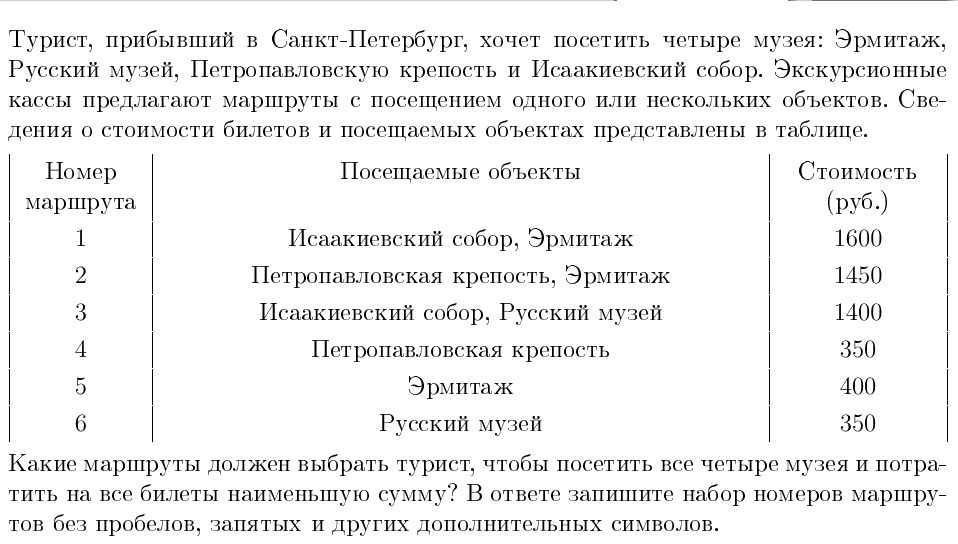 Турист, прибывший в Санкт-Петербург, хочет посетить четыре музея: Эрмитаж,
Русский музей, Петропавловскую крепость и Исаакиевский собор. Экскурсионные
кассы предлагают маршруты с посещением одного или нескольких объектов. Све-
дения о стоимости билетов и посещаемых объектах представлены в таблице.
Номер маршрута Посещаемые объекты Стоимость (руб.)
1 Исаакиевский собор, Эрмитаж 1600
2 Петропавловская крепость, Эрмитаж 1450
3 Исаакиевский собор, Русский музей 1400
4 Петропавловская крепость 350
5 Эрмитаж 400
6 Русский музей 350
Какие маршруты должен выбрать турист, чтобы посетить все четыре музея и потра-
тить на все билеты наименьшую сумму? В ответе запишите набор номеров маршру-
тов без пробелов, запятых и других дополнительных символов.